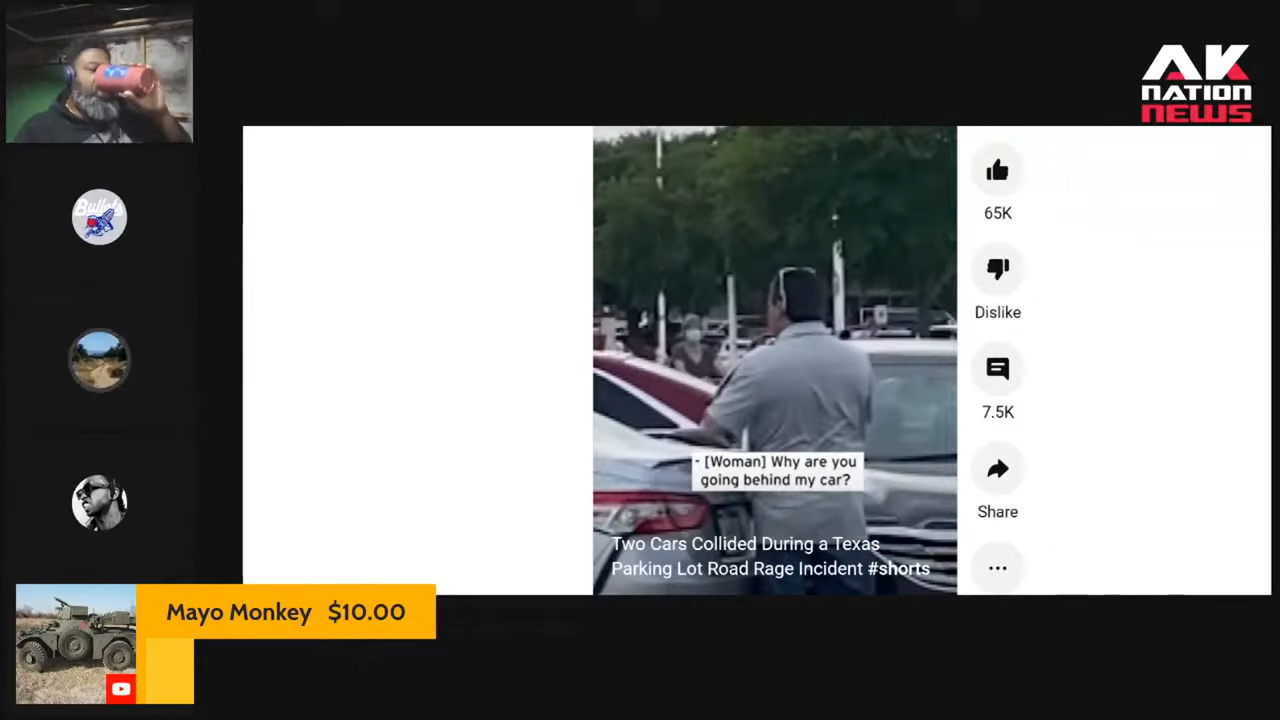 AK
NATION
NEWS
Bullets
65K
Dislike
- [Woman] Why are you
going behind my car?
7.5K
Share
Two Cars Collided During a Texas
Parking Lot Road Rage Incident #shorts
Mayo Monkey $10.00